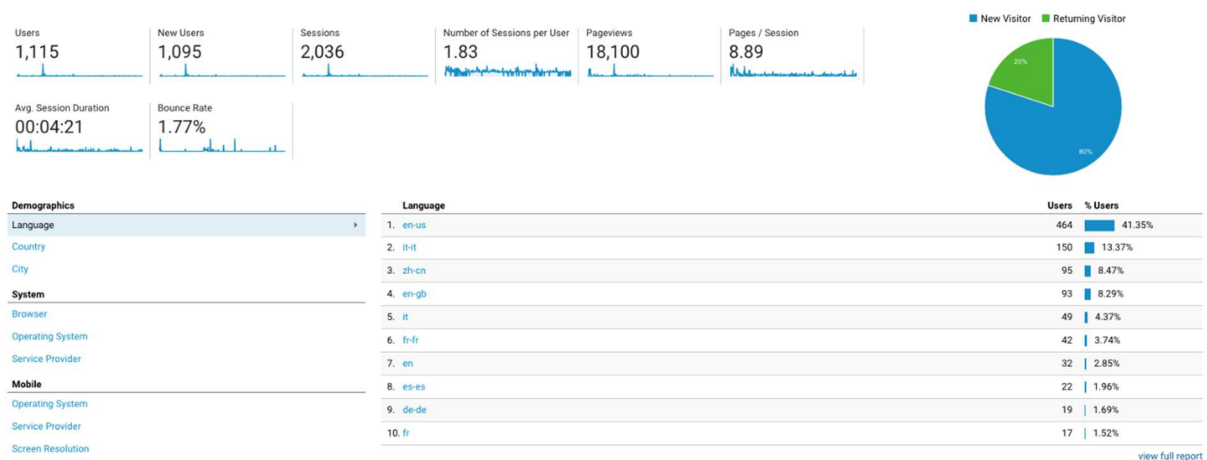 New Visitor Returning Visitor
Users New Users Sessions Number of Sessions per User Pageviews Pages / Session
1,115 1,095 2,036 1.83 18,100 8.89
20%
80%
Avg. Session Duration Bounce Rate
00:04:21 1.77%
Demographics
Language
Country
City
System
Browser
Operating System
Service Provider
Mobile
Operating System
Service Provider
Screen Resolution
Language Users % Users
1. en-us 464 41.35%
2. it-it 150 13.37%
3. zh-cn 95 8.47%
4. en-gb 93 8.29%
5. it 49 4.37%
6. fr-fr 42 3.74%
7. en 32 2.85%
8. es-es 22 1.96%
9. de-de 19 1.69%
10. fr 17 1.52%
view full report